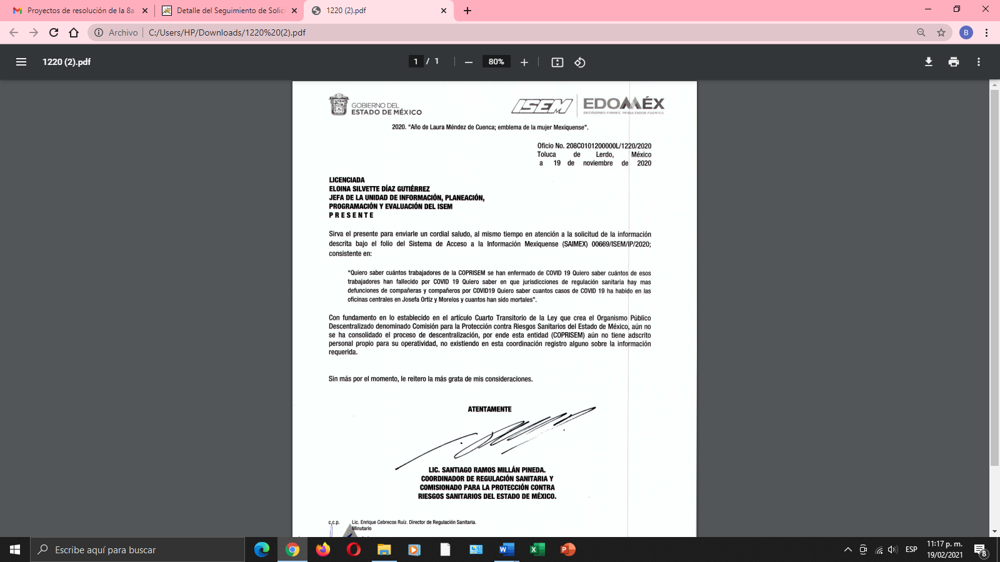 Proyectos de resolución de la 8a
Detalle del Seguimiento de Solici
1220 (2).pdf
Archivo
C:/Users/HP/Downloads/1220%20(2).pdf
B
1220 (2).pdf
1 / 1
80%
GOBIERNO DEL
ESTADO DE MÉXICO
ISEM
EDOMÉX
DECISIONES FIRMES, RESULTADOS FUERTES.
2020. “Año de Laura Méndez de Cuenca; emblema de la mujer Mexiquense”.
Oficio No. 208C0101200000L/1220/2020
Toluca de Lerdo, México
a 19 de noviembre de 2020
LICENCIADA
ELOINA SILVETTE DÍAZ GUTIÉRREZ
JEFA DE LA UNIDAD DE INFORMACIÓN, PLANEACIÓN,
PROGRAMACIÓN Y EVALUACIÓN DEL ISEM
P R E S E N T E
Sirva el presente para enviarle un cordial saludo, al mismo tiempo en atención a la solicitud de la información
descrita bajo el folio del Sistema de Acceso a la Información Mexiquense (SAIMEX) 00669/ISEM/IP/2020;
consistente en:
“Quiero saber cuántos trabajadores de la COPRISEM se han enfermado de COVID 19 Quiero saber cuántos de esos
trabajadores han fallecido por COVID 19 Quiero saber en que jurisdicciones de regulación sanitaria hay mas
defunciones de compañeras y compañeros por COVID19 Quiero saber cuantos casos de COVID 19 ha habido en las
oficinas centrales en Josefa Ortiz y Morelos y cuantos han sido mortales”.
Con fundamento en lo establecido en el artículo Cuarto Transitorio de la Ley que crea el Organismo Público
Descentralizado denominado Comisión para la Protección contra Riesgos Sanitarios del Estado de México, aún no
se ha consolidado el proceso de descentralización, por ende esta entidad (COPRISEM) aún no tiene adscrito
personal propio para su operatividad, no existiendo en esta coordinación registro alguno sobre la información
requerida.
Sin más por el momento, le reitero la más grata de mis consideraciones.
ATENTAMENTE
LIC. SANTIAGO RAMOS MILLÁN PINEDA.
COORDINADOR DE REGULACIÓN SANITARIA Y
COMISIONADO PARA LA PROTECCIÓN CONTRA
RIESGOS SANITARIOS DEL ESTADO DE MÉXICO.
c.c.p. Lic. Enrique Cebrecos Ruíz. Director de Regulación Sanitaria.
Minutario
Escribe aquí para buscar
ESP
11:17 p. m.
19/02/2021
8